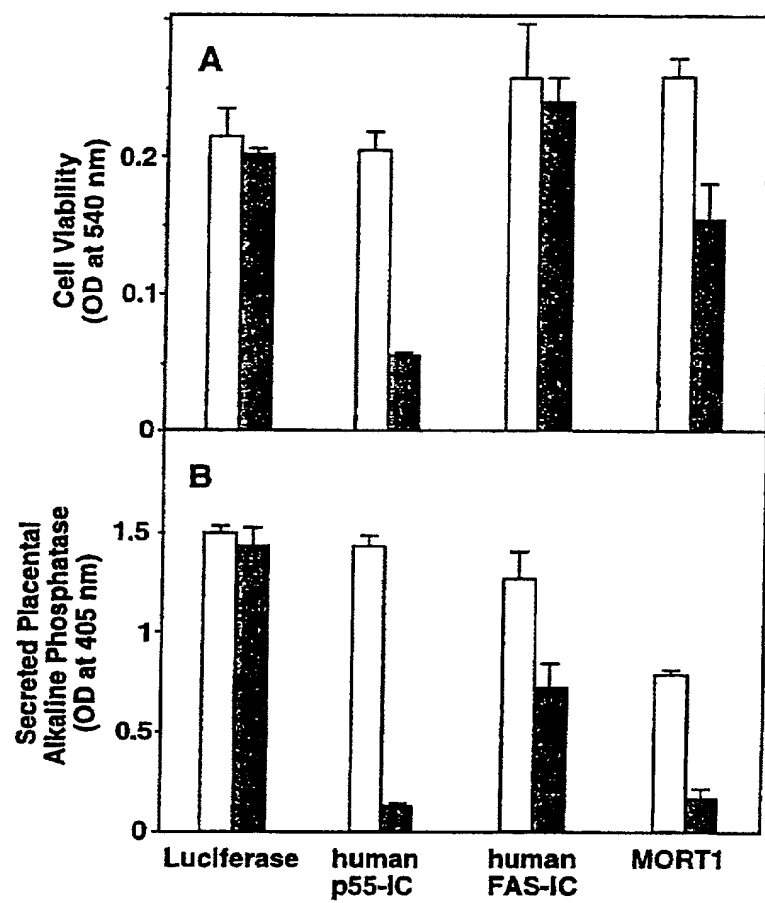 A
Cell Viability
(OD at 540 nm)
0.2
0.1
0
B
Secreted Placental
Alkaline Phosphatase
(OD at 405 nm)
1.5
1
0.5
0
Luciferase
human
p55-IC
human
FAS-IC
MORT1